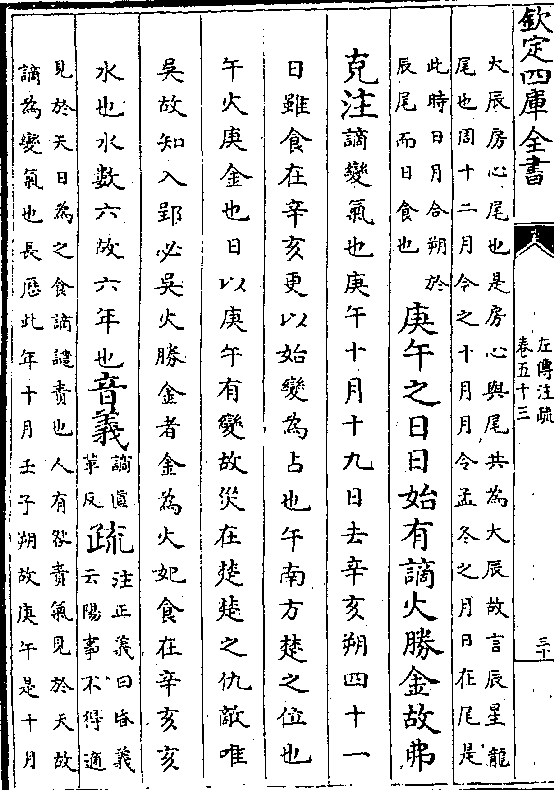 欽定四庫全書
左傳注疏
卷五十三
三十
大辰房心尾也是房心與尾共為大辰故言辰星龍
尾也周十二月今之十月月令孟冬之月日在尾是
此時日月合朔於
辰尾而日食也
庚午之日日始有謫火勝金故弗
克注謫變氣也庚午十月十九日去辛亥朔四十一
日雖食在辛亥更以始變為占也午南方楚之位也
午火庚金也日以庚午有變故災在楚楚之仇敵唯
吳故知入郢必吳火勝金者金為火妃食在辛亥亥
水也水數六故六年也音義
謫直
革反
疏
注正義曰昏義
云陽事不得適
見於天日為之食謫譴責也人有咎責氣見於天故
謫為變氣也長厯此年十月壬子朔故庚午是十月